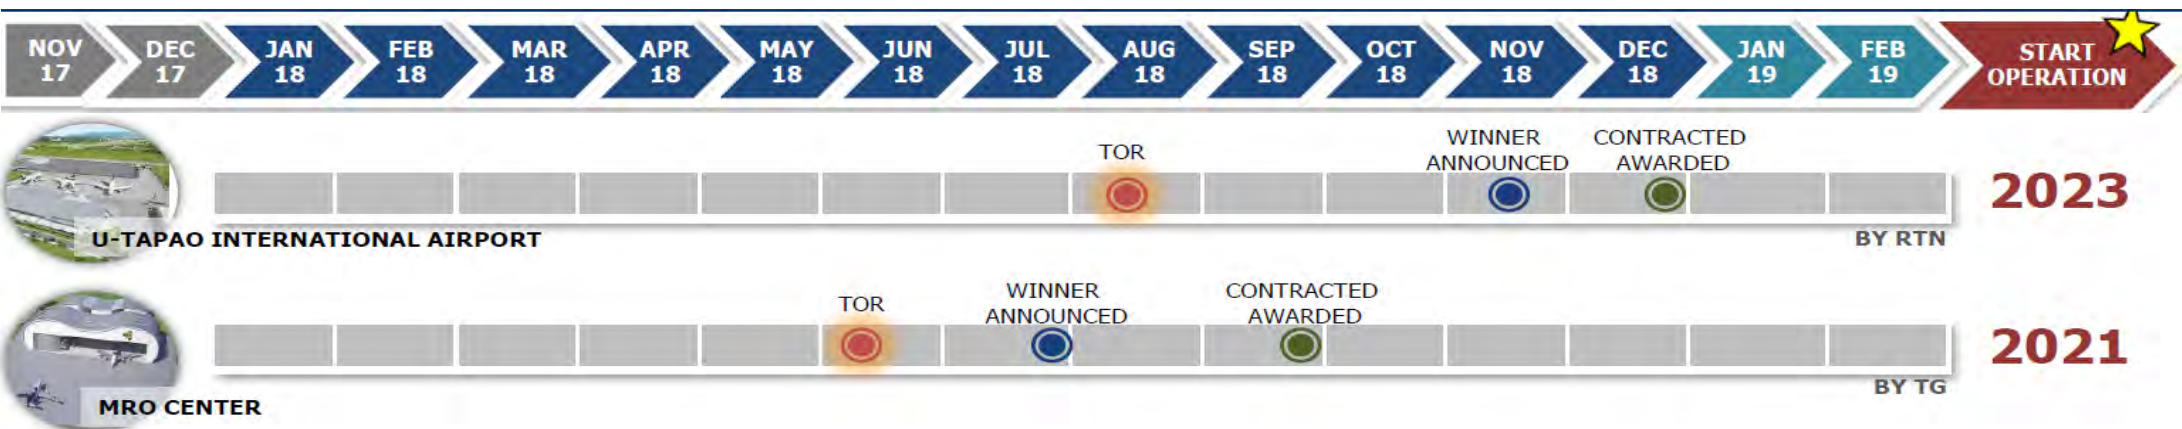 NOV
17
DEC
17
JAN
18
FEB
18
MAR
18
APR
18
MAY
18
JUN
18
JUL
18
AUG
18
SEP
18
OCT
18
NOV
18
DEC
18
JAN
19
FEB
19
START
OPERATION
TOR
WINNER
ANNOUNCED
CONTRACTED
AWARDED
2023
U-TAPAO INTERNATIONAL AIRPORT
BY RTN
TOR
WINNER
ANNOUNCED
CONTRACTED
AWARDED
2021
BY TG
MRO CENTER